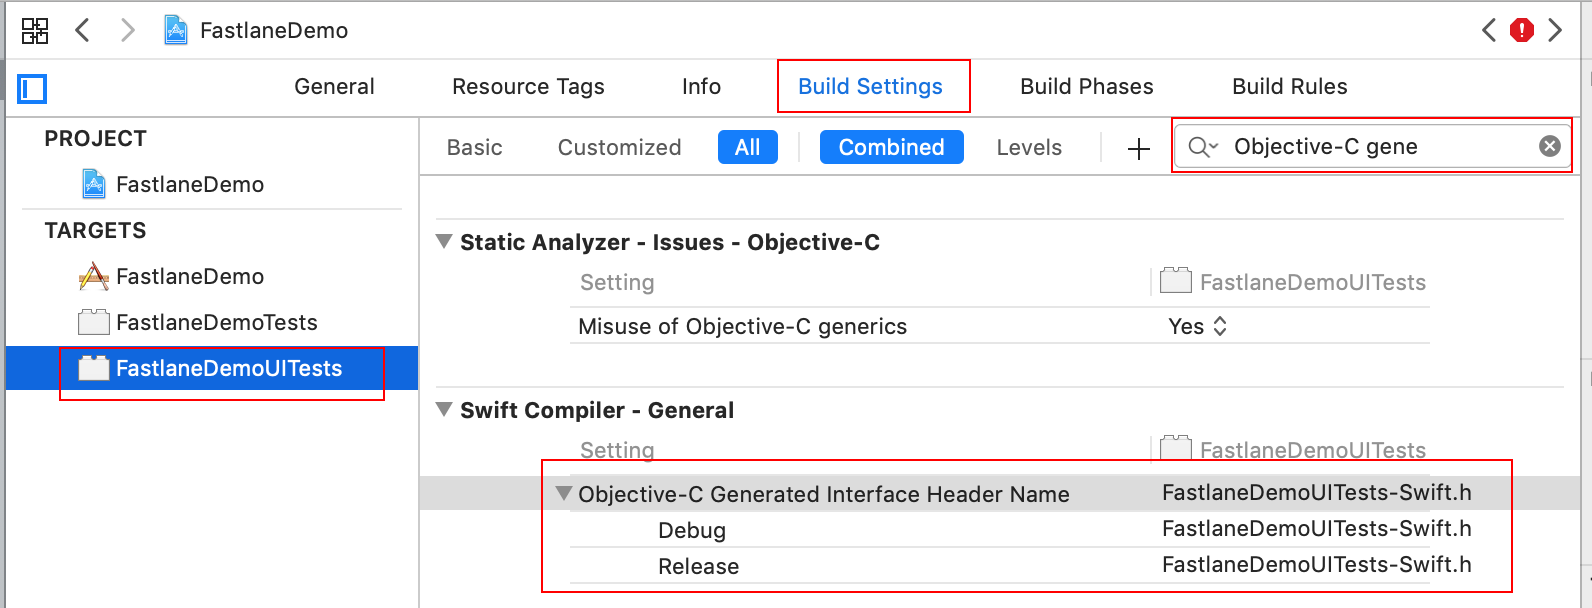 FastlaneDemo
General Resource Tags Info Build Settings Build Phases Build Rules
PROJECT
FastlaneDemo
TARGETS
FastlaneDemo
FastlaneDemoTests
FastlaneDemoUITests
Basic Customized All Combined Levels + Objective-C gene
Static Analyzer - Issues - Objective-C
Setting FastlaneDemoUITests
Misuse of Objective-C generics Yes
Swift Compiler - General
Setting FastlaneDemoUITests
Objective-C Generated Interface Header Name FastlaneDemoUITests-Swift.h
Debug FastlaneDemoUITests-Swift.h
Release FastlaneDemoUITests-Swift.h